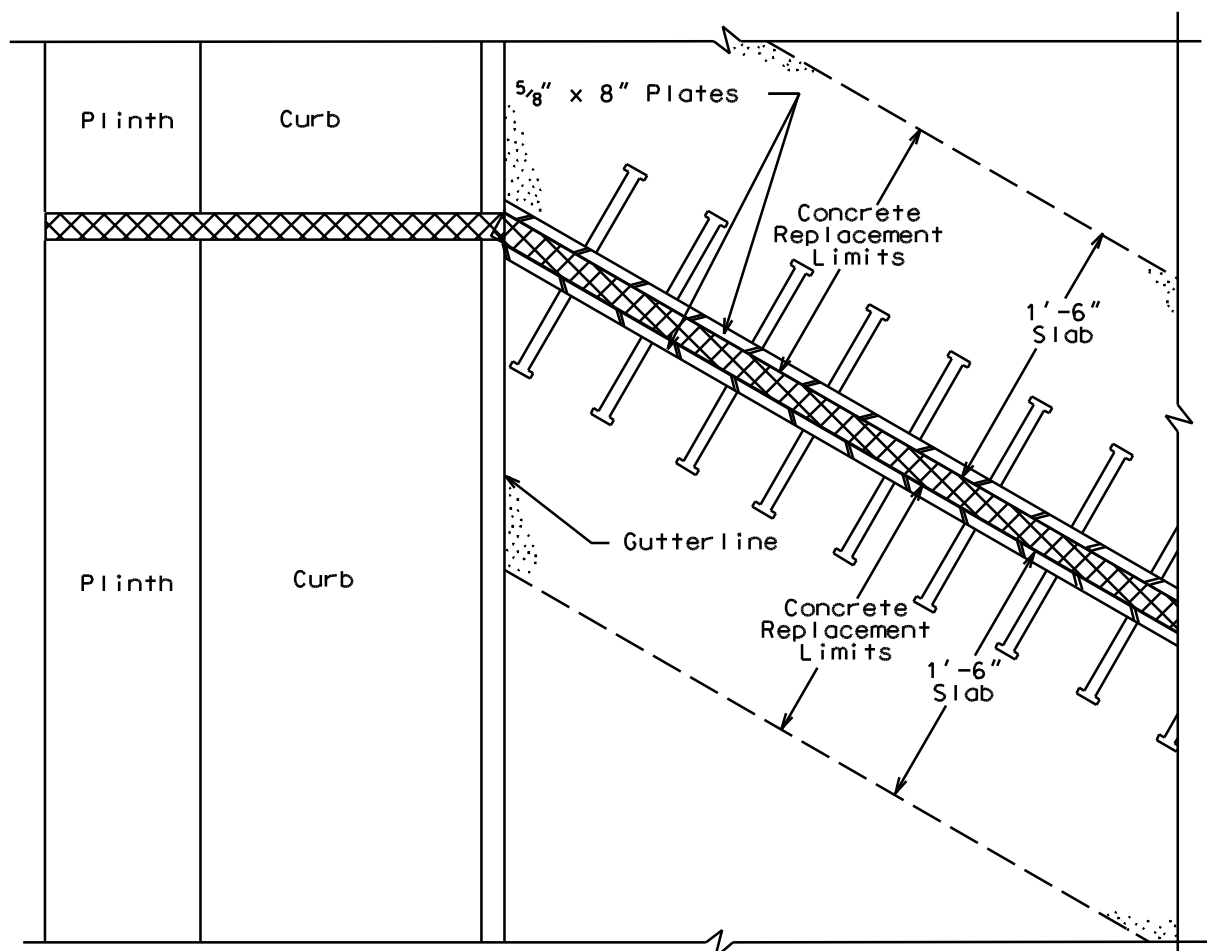 5/8" x 8" Plates
Plinth
Curb
Concrete
Replacement
Limits
1'-6"
Slab
Gutterline
Plinth
Curb
Concrete
Replacement
Limits
1'-6"
Slab